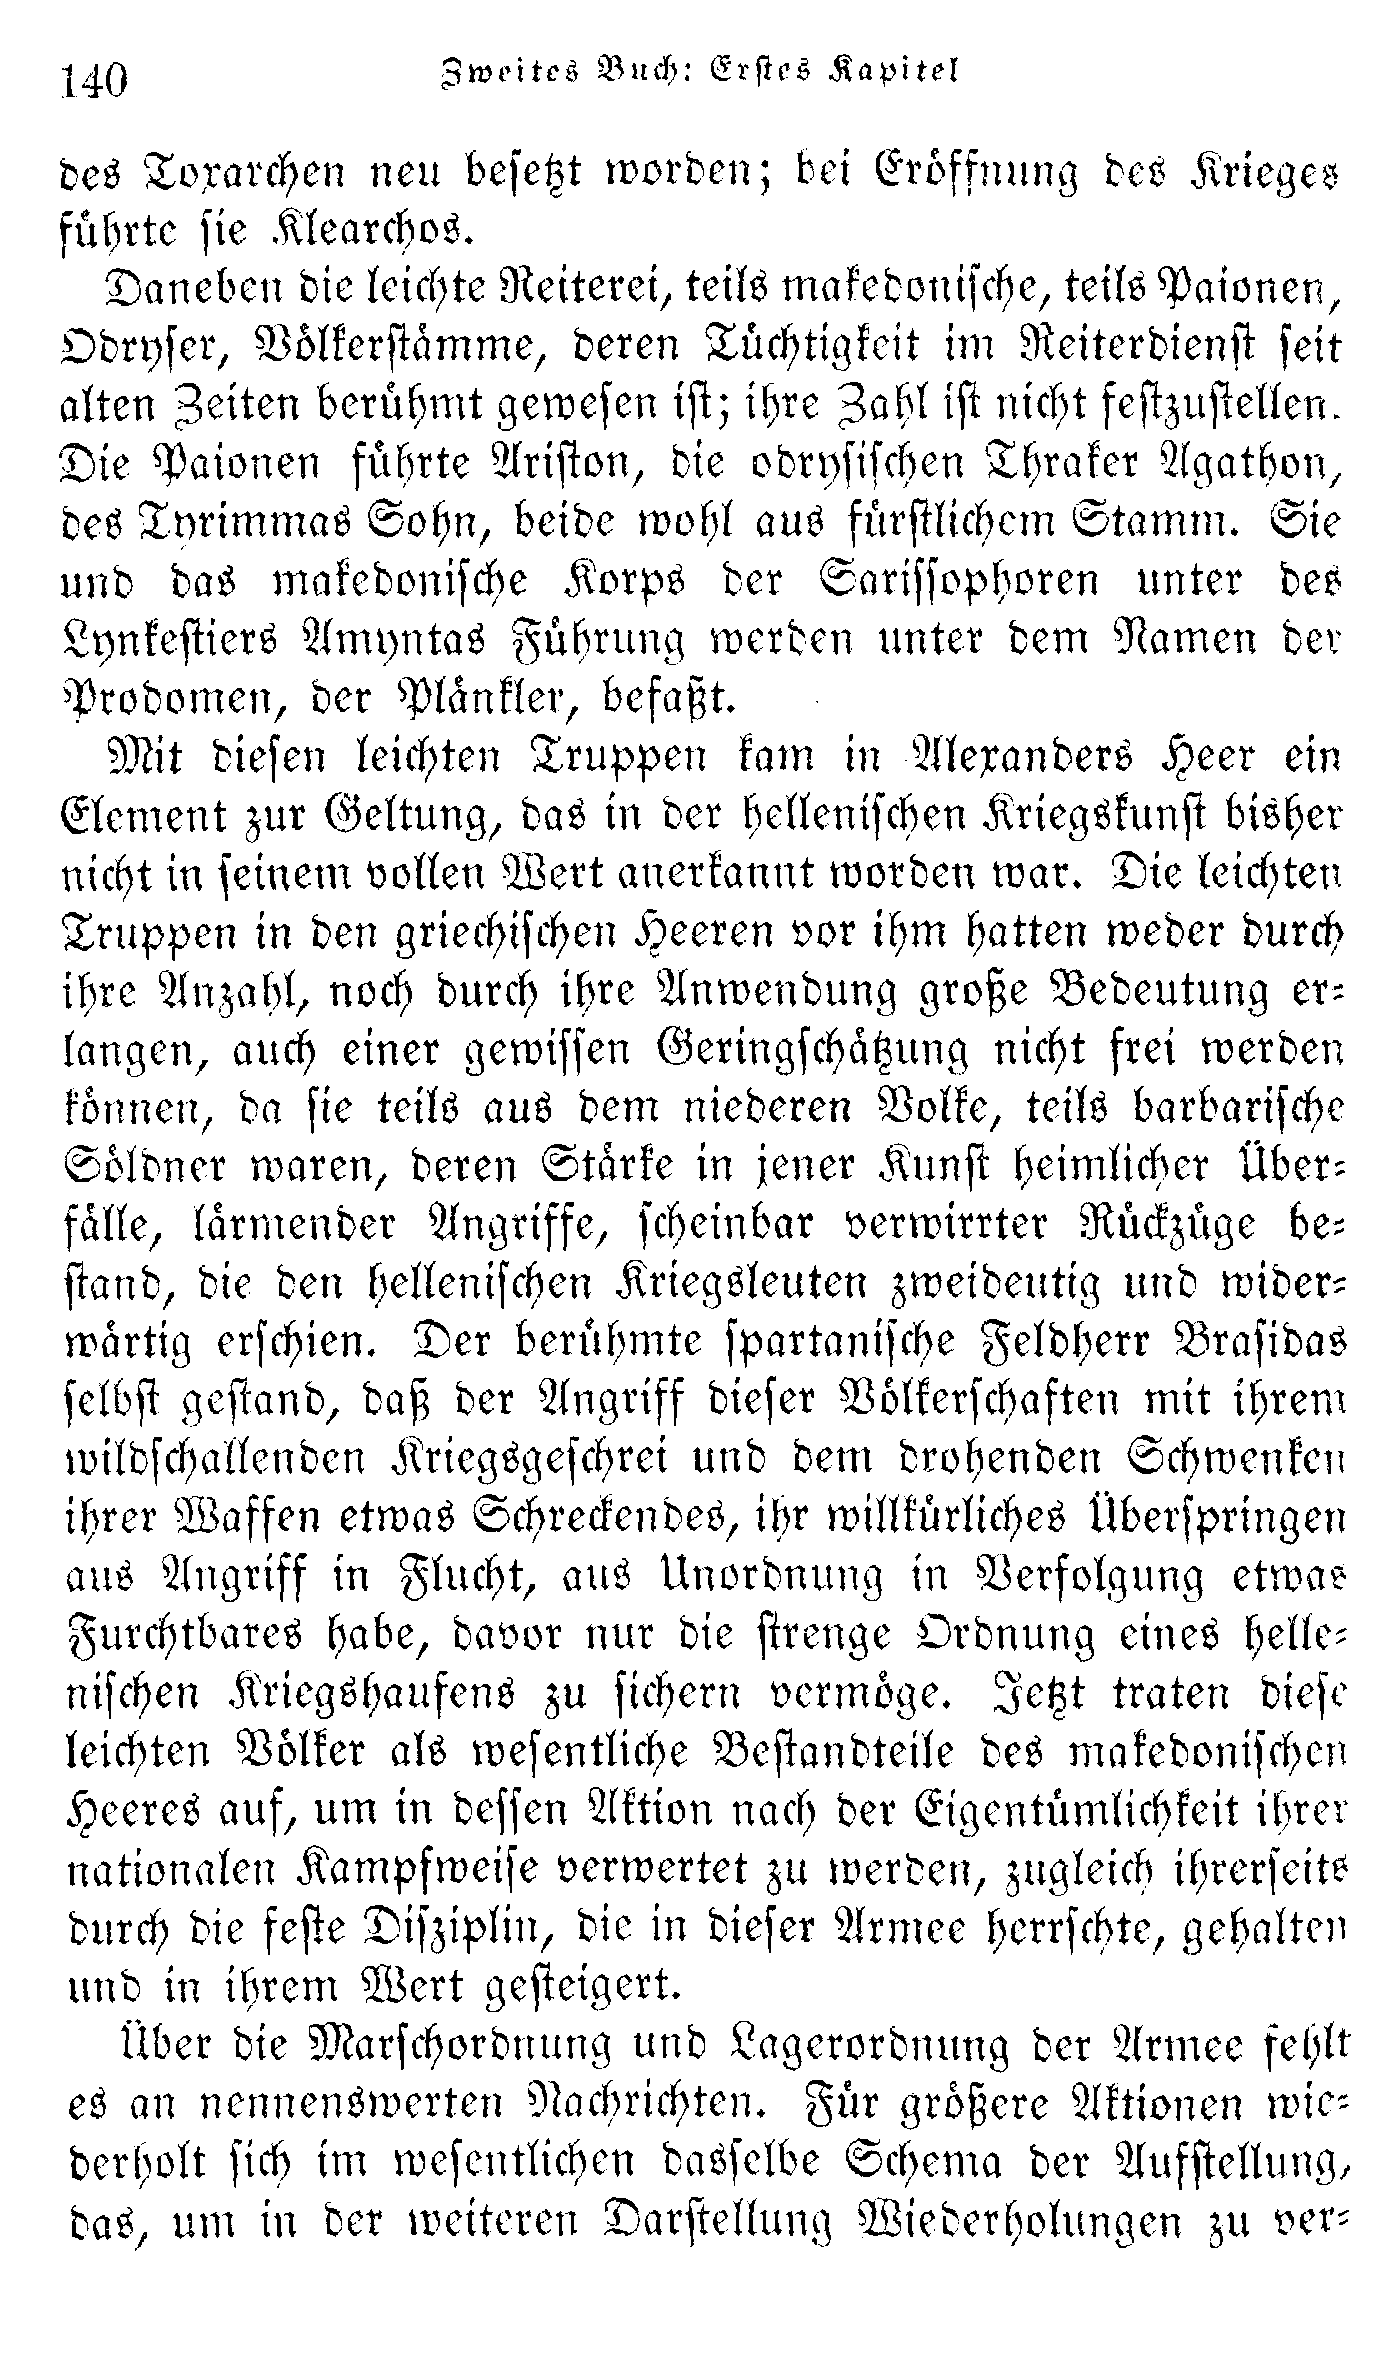 140
Zweites Buch: Erstes Kapitel
des Toxarchen neu besetzt worden; bei Eröffnung des Krieges
führte sie Klearchos.
Daneben die leichte Reiterei, teils makedonische, teils Paionen,
Odryser, Völkerstämme, deren Tüchtigkeit im Reiterdienst seit
alten Zeiten berühmt gewesen ist; ihre Zahl ist nicht festzustellen.
Die Paionen führte Ariston, die odrysischen Thraker Agathon,
des Tyrimmas Sohn, beide wohl aus fürstlichem Stamm. Sie
und das makedonische Korps der Sarissophoren unter des
Lynkestiers Amyntas Führung werden unter dem Namen der
Prodomen, der Plänkler, befaßt.
Mit diesen leichten Truppen kam in Alexanders Heer ein
Element zur Geltung, das in der hellenischen Kriegskunst bisher
nicht in seinem vollen Wert anerkannt worden war. Die leichten
Truppen in den griechischen Heeren vor ihm hatten weder durch
ihre Anzahl, noch durch ihre Anwendung große Bedeutung er-
langen, auch einer gewissen Geringschätzung nicht frei werden
können, da sie teils aus dem niederen Volke, teils barbarische
Söldner waren, deren Stärke in jener Kunst heimlicher Über-
fälle, lärmender Angriffe, scheinbar verwirrter Rückzüge be-
stand, die den hellenischen Kriegsleuten zweideutig und wider-
wärtig erschien. Der berühmte spartanische Feldherr Brasidas
selbst gestand, daß der Angriff dieser Völkerschaften mit ihrem
wildschallenden Kriegsgeschrei und dem drohenden Schwenken
ihrer Waffen etwas Schreckendes, ihr willkürliches Überspringen
aus Angriff in Flucht, aus Unordnung in Verfolgung etwas
Furchtbares habe, davor nur die strenge Ordnung eines helle-
nischen Kriegshaufens zu sichern vermöge. Jetzt traten diese
leichten Völker als wesentliche Bestandteile des makedonischen
Heeres auf, um in dessen Aktion nach der Eigentümlichkeit ihrer
nationalen Kampfweise verwertet zu werden, zugleich ihrerseits
durch die feste Disziplin, die in dieser Armee herrschte, gehalten
und in ihrem Wert gesteigert.
Über die Marschordnung und Lagerordnung der Armee fehlt
es an nennenswerten Nachrichten. Für größere Aktionen wie-
derholt sich im wesentlichen dasselbe Schema der Aufstellung,
das, um in der weiteren Darstellung Wiederholungen zu ver-